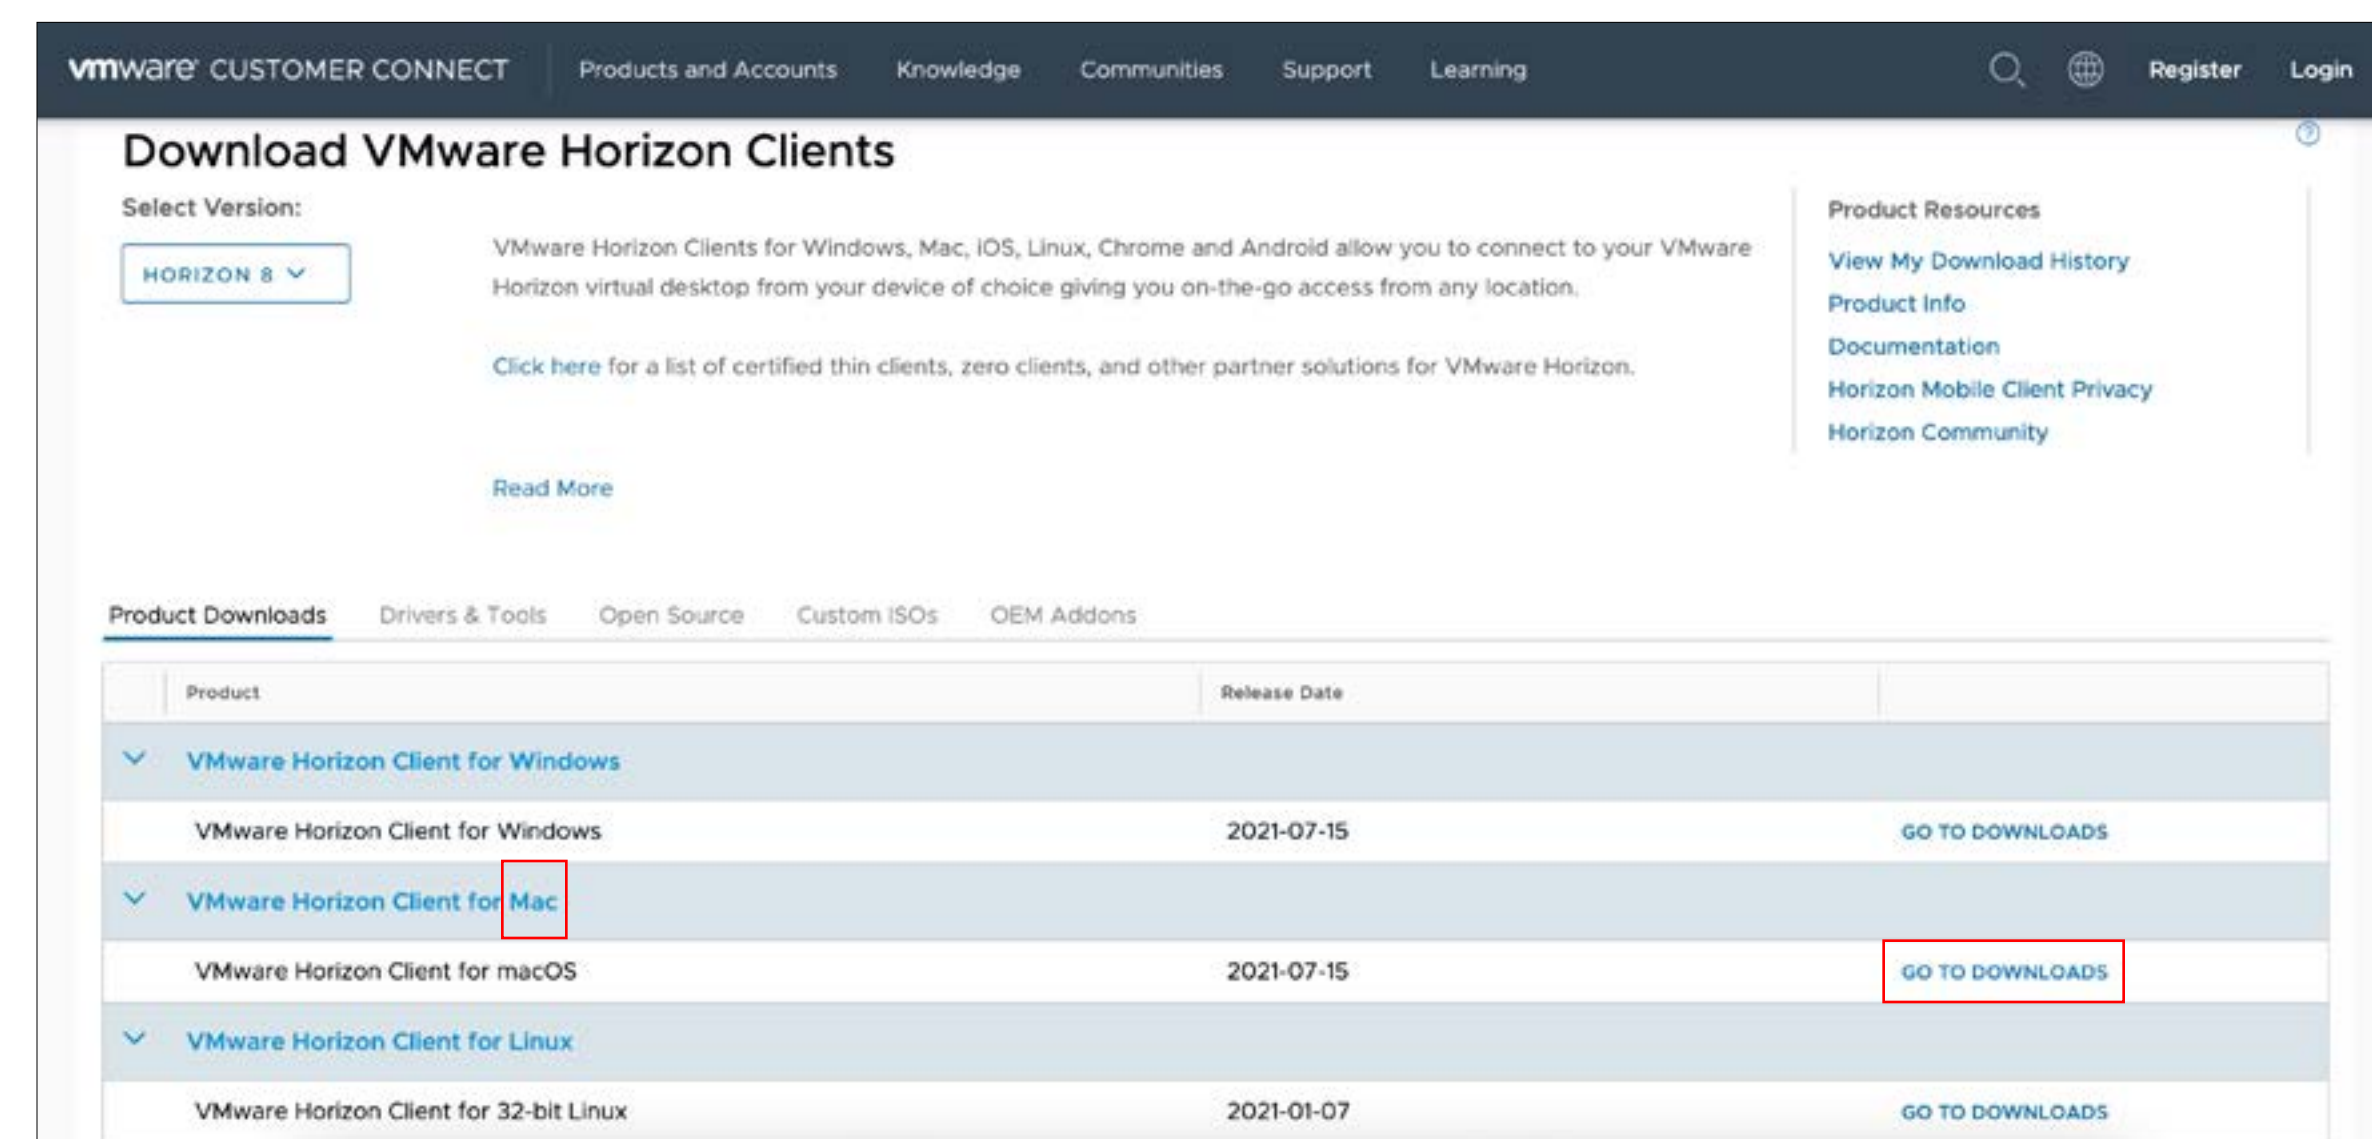 vmware CUSTOMER CONNECT Products and Accounts Knowledge Communities Support Learning Register Login
Download VMware Horizon Clients
Select Version:
HORIZON 8
VMware Horizon Clients for Windows, Mac, iOS, Linux, Chrome and Android allow you to connect to your VMware
Horizon virtual desktop from your device of choice giving you on-the-go access from any location.
Click here for a list of certified thin clients, zero clients, and other partner solutions for VMware Horizon.
Read More
Product Resources
View My Download History
Product Info
Documentation
Horizon Mobile Client Privacy
Horizon Community
Product Downloads Drivers & Tools Open Source Custom ISOs OEM Addons
Product Release Date
VMware Horizon Client for Windows
VMware Horizon Client for Windows 2021-07-15 GO TO DOWNLOADS
VMware Horizon Client for Mac
VMware Horizon Client for macOS 2021-07-15 GO TO DOWNLOADS
VMware Horizon Client for Linux
VMware Horizon Client for 32-bit Linux 2021-01-07 GO TO DOWNLOADS